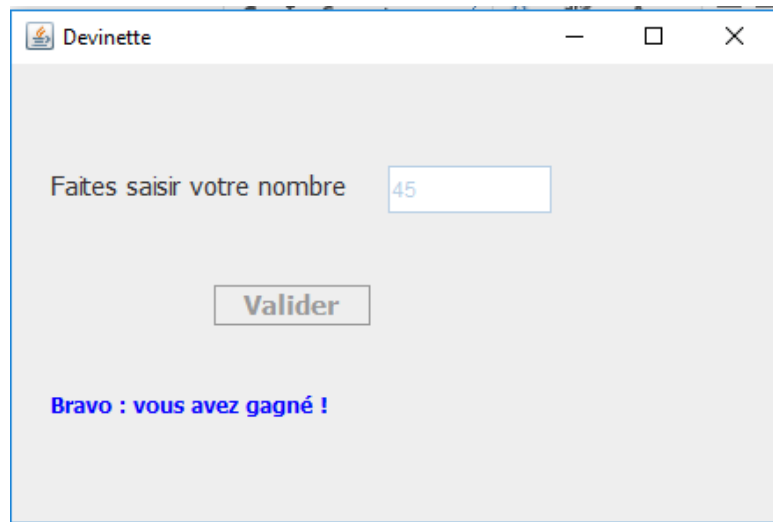 Devinette
Faites saisir votre nombre
45
Valider
Bravo : vous avez gagné !